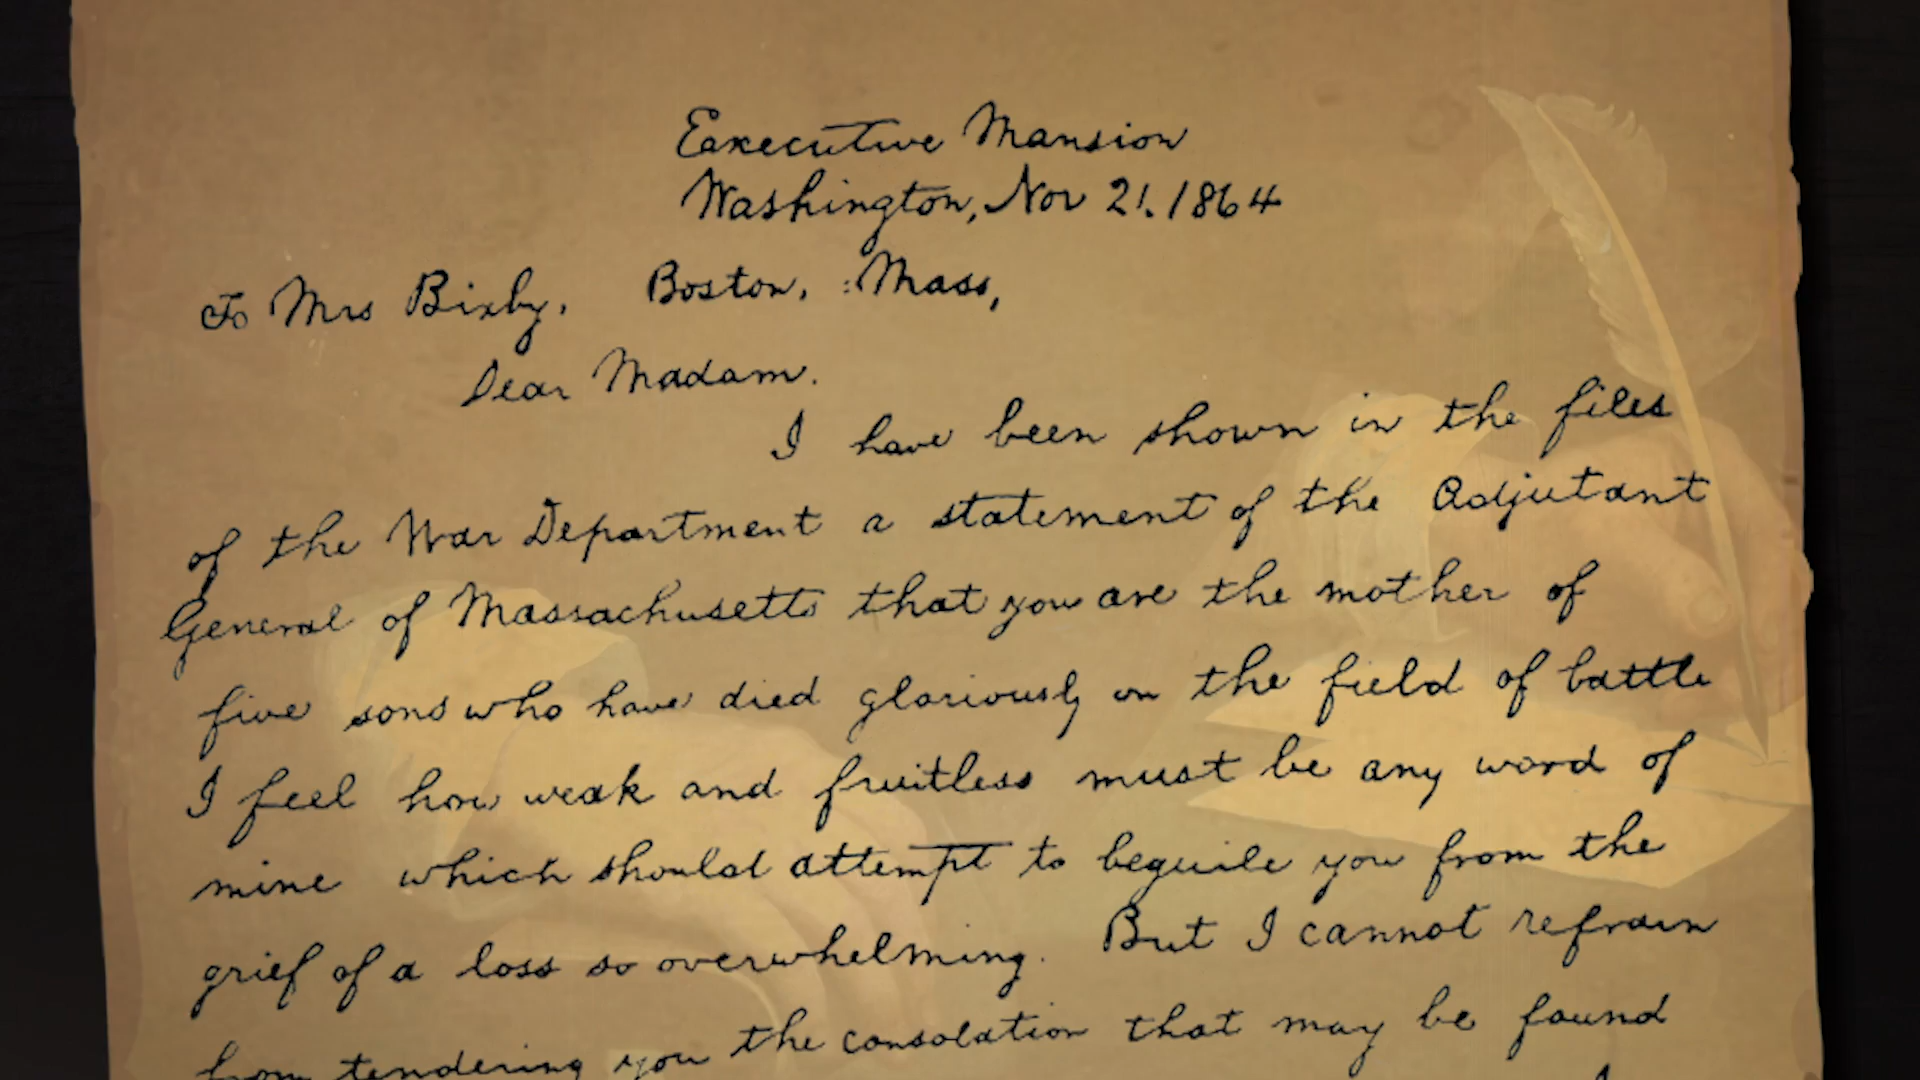 Executive Mansion
Washington, Nov 21. 1864
To Mrs Bixby, Boston, Mass,
Dear Madam.
I have been shown in the files
of the War Department a statement of the Adjutant
General of Massachusetts that you are the mother of
five sons who have died gloriously on the field of battle
I feel how weak and fruitless must be any word of
mine which should attempt to beguile you from the
grief of a loss so overwhelming. But I cannot refrain
from tendering you the consolation that may be found